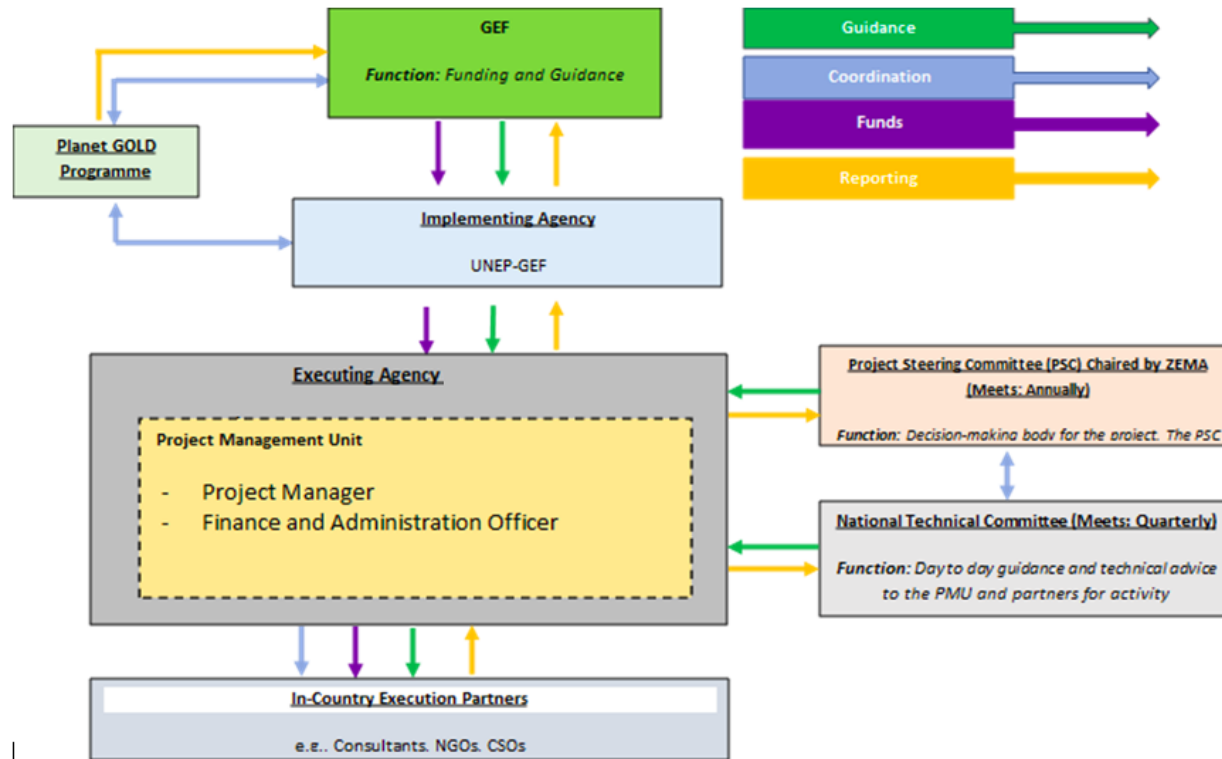 GEF
Function: Funding and Guidance
Guidance
Coordination
Funds
Reporting
Planet GOLD
Programme
Implementing Agency
UNEP-GEF
Executing Agency
Project Management Unit
- Project Manager
- Finance and Administration Officer
Project Steering Committee (PSC) Chaired by ZEMA
(Meets: Annually)
Function: Decision-making body for the project. The PSC
National Technical Committee (Meets: Quarterly)
Function: Day to day guidance and technical advice
to the PMU and partners for activity
In-Country Execution Partners
e.g.. Consultants. NGOs. CSOs